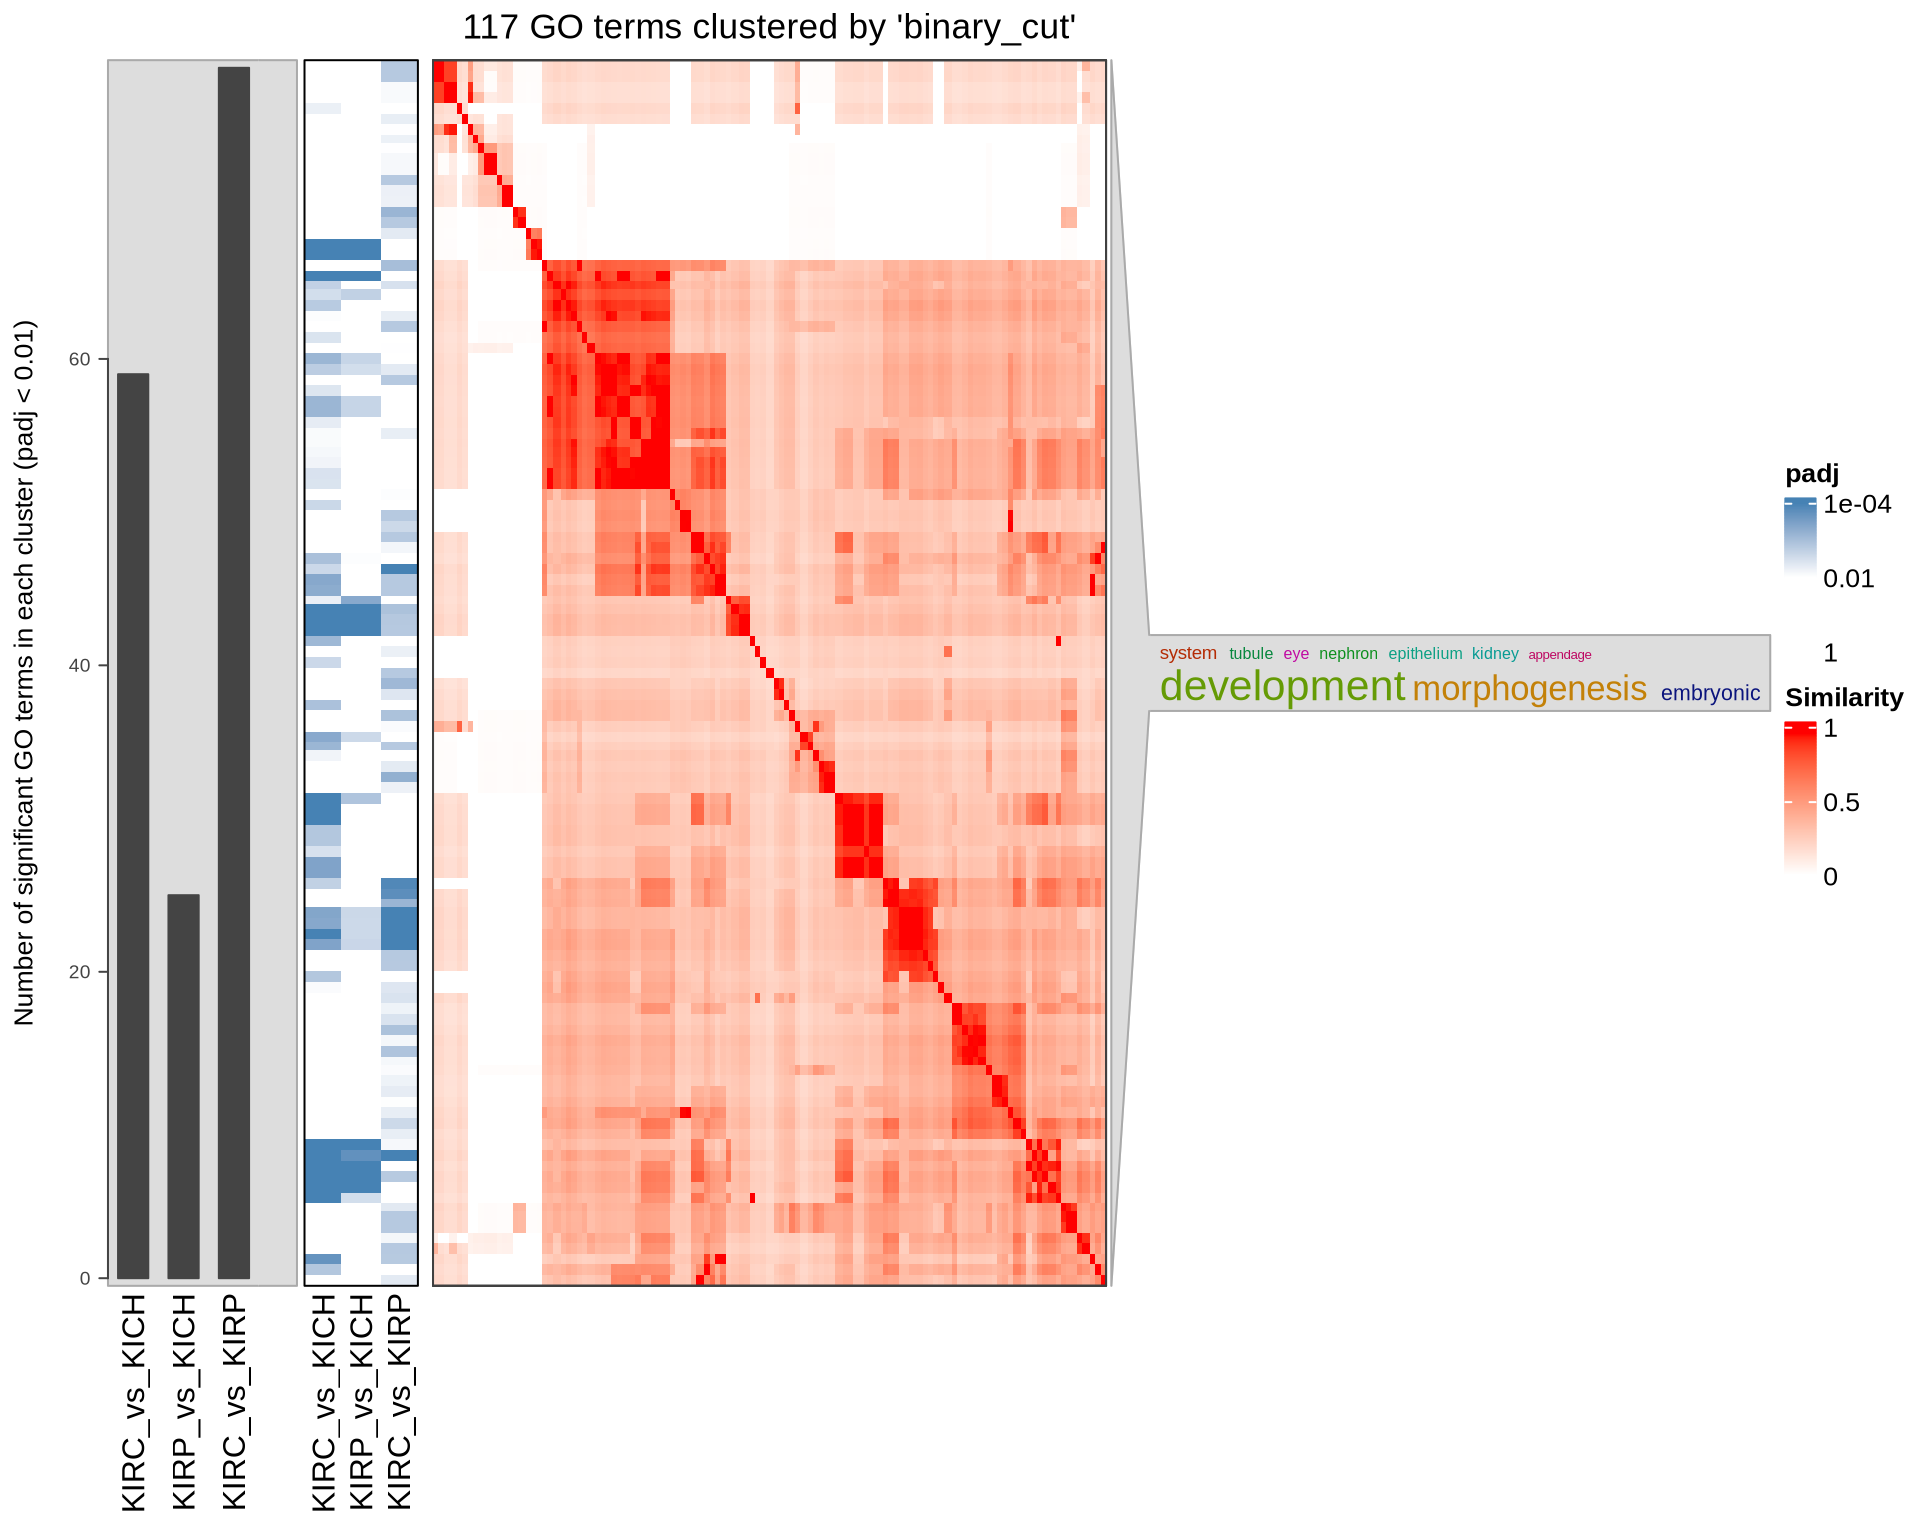 117 GO terms clustered by 'binary_cut'
Number of significant GO terms in each cluster (padj < 0.01)
60
40
20
0
KIRC_vs_KICH
KIRP_vs_KICH
KIRC_vs_KIRP
KIRC_vs_KICH
KIRP_vs_KICH
KIRC_vs_KIRP
system tubule eye nephron epithelium kidney appendage
development morphogenesis embryonic
padj
1e-04
0.01
1
Similarity
1
0.5
0